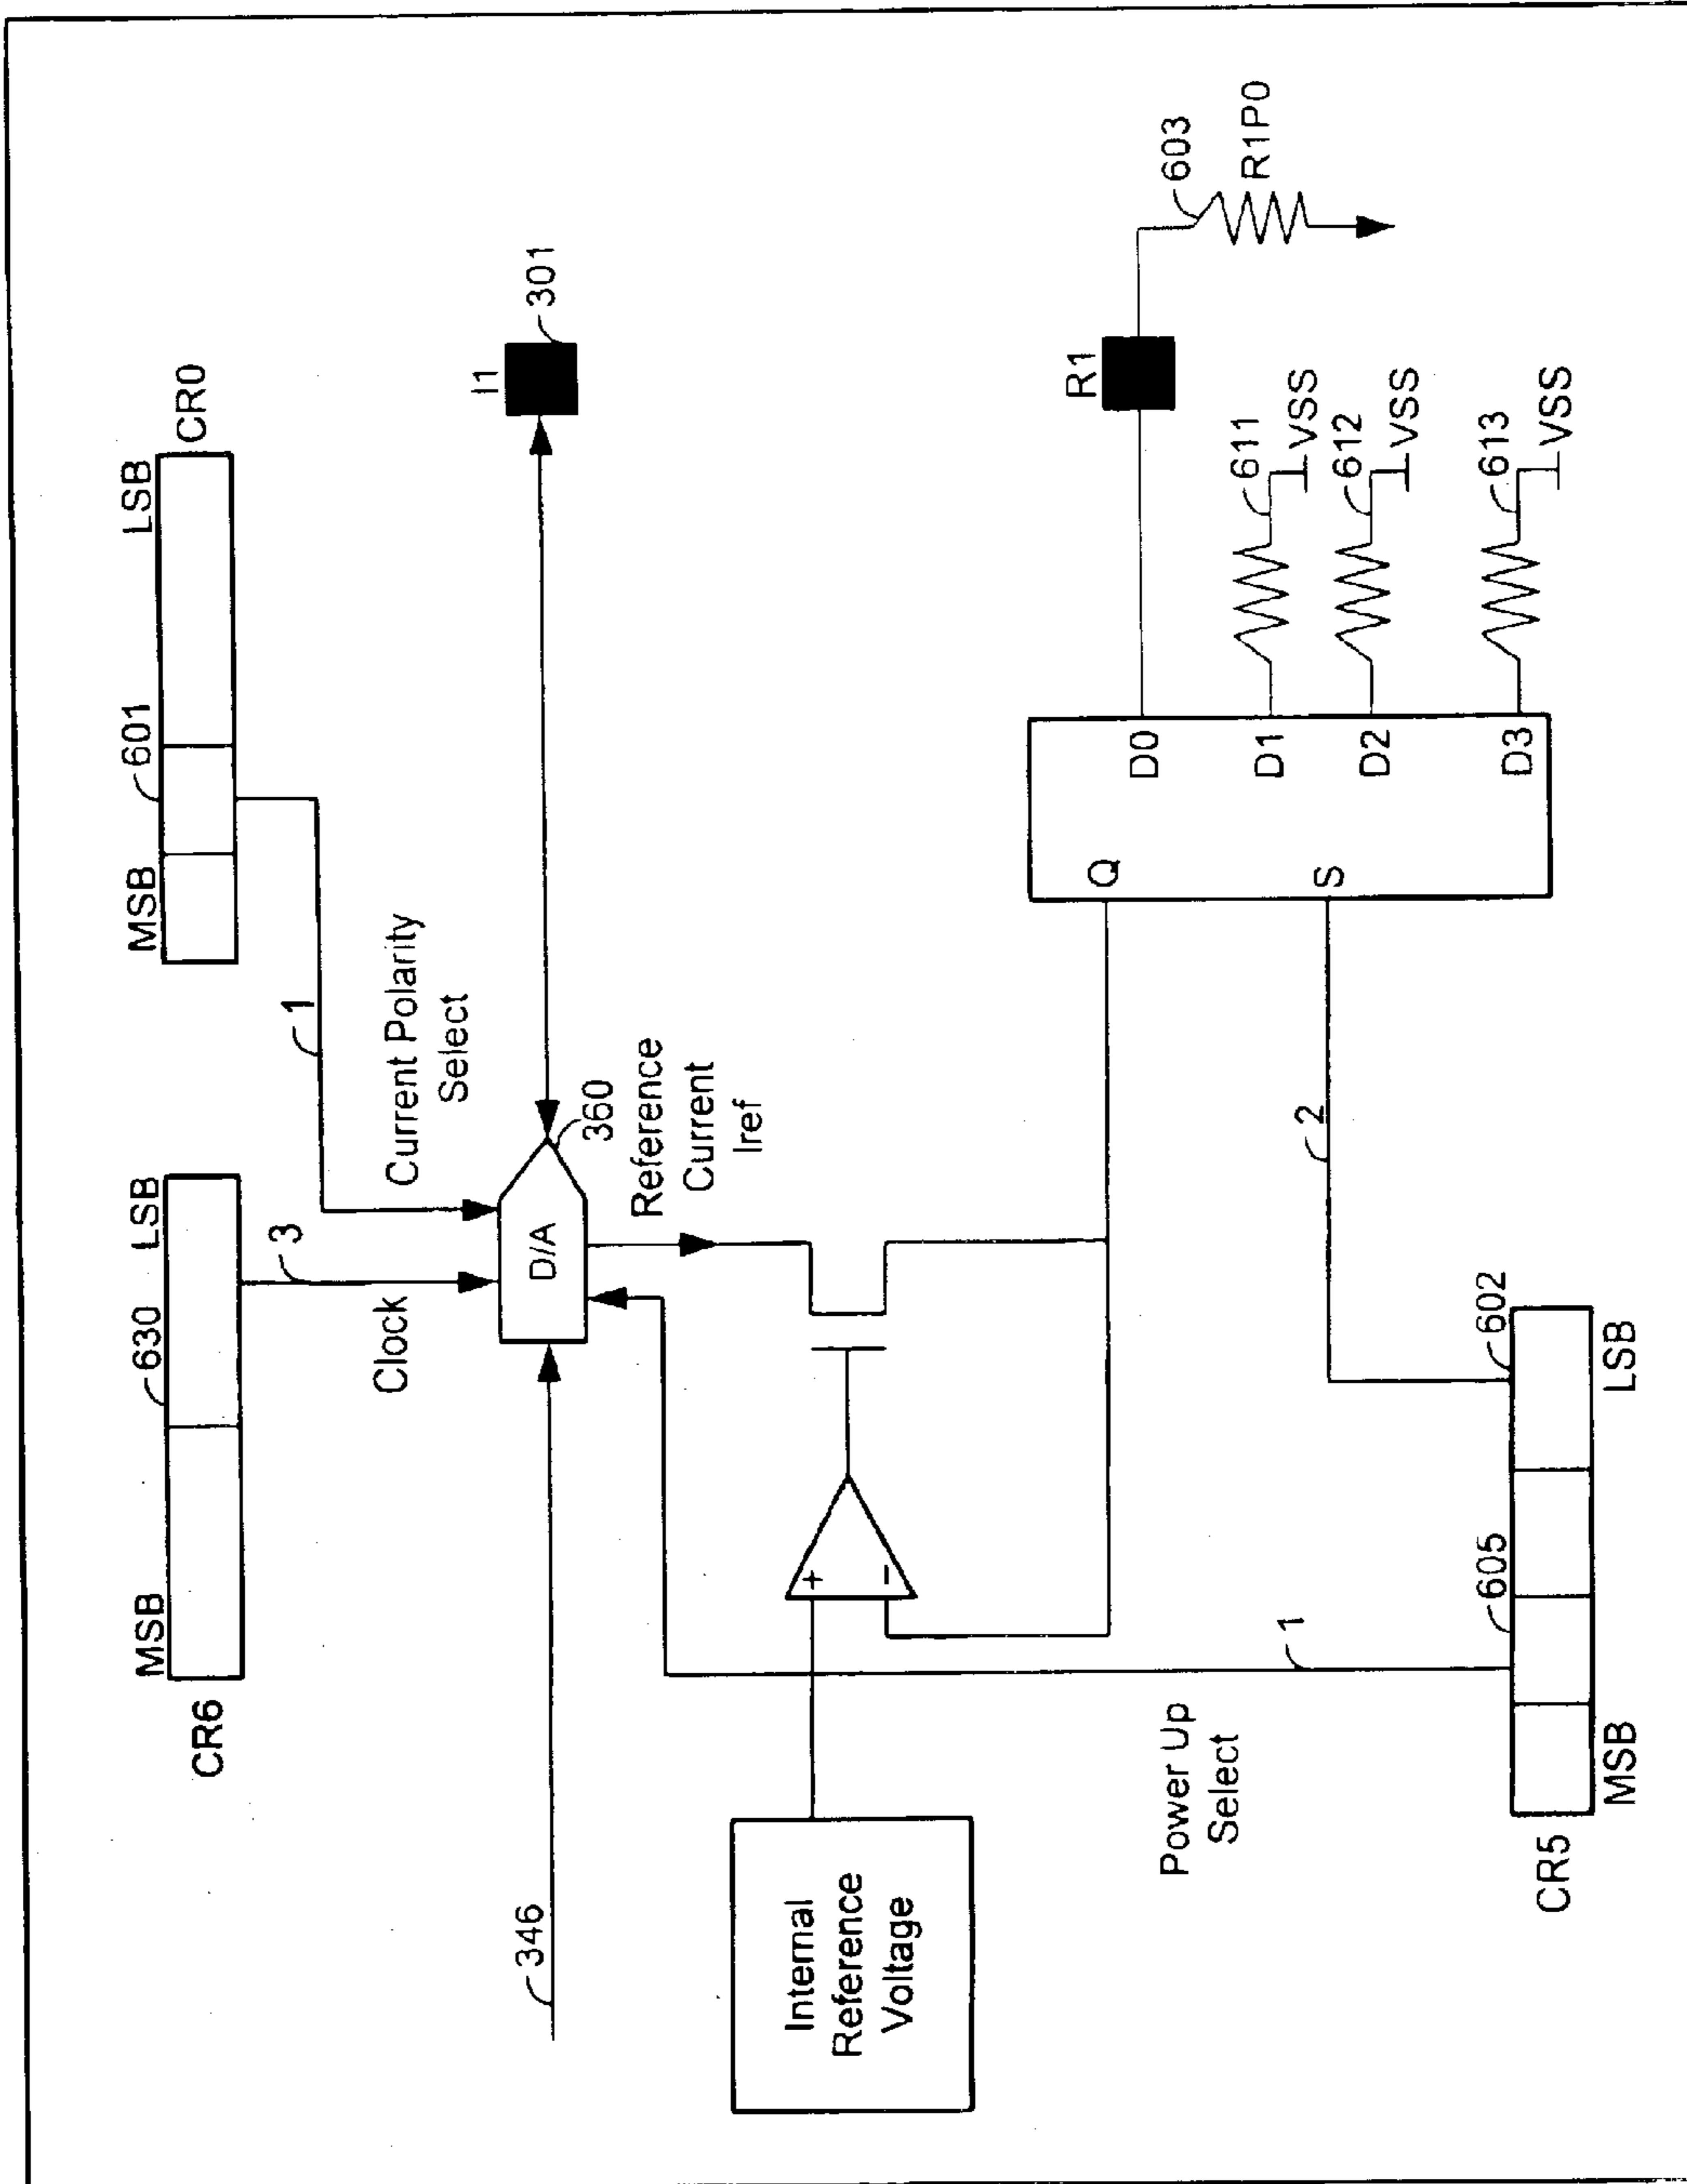 MSB
630
LSB
CR6
MSB
601
LSB
CR0
3
Clock
1
Current Polarity
Select
346
D/A
360
I1
301
Reference
Current
Iref
Internal
Reference
Voltage
+
-
Q
S
D0
D1
D2
D3
R1
603
R1P0
611
VSS
612
VSS
613
VSS
Power Up
Select
1
2
605
602
CR5
MSB
LSB